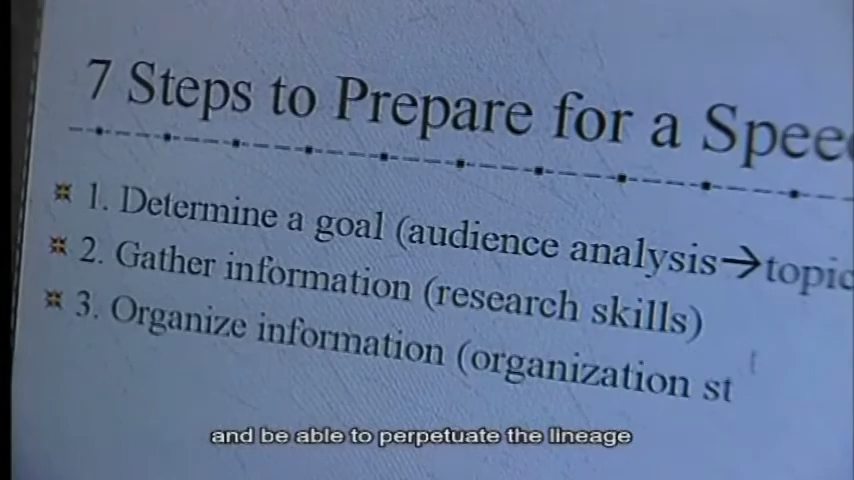 7 Steps to Prepare for a Spee
1. Determine a goal (audience analysis→topic
2. Gather information (research skills)
3. Organize information (organization st
and be able to perpetuate the lineage